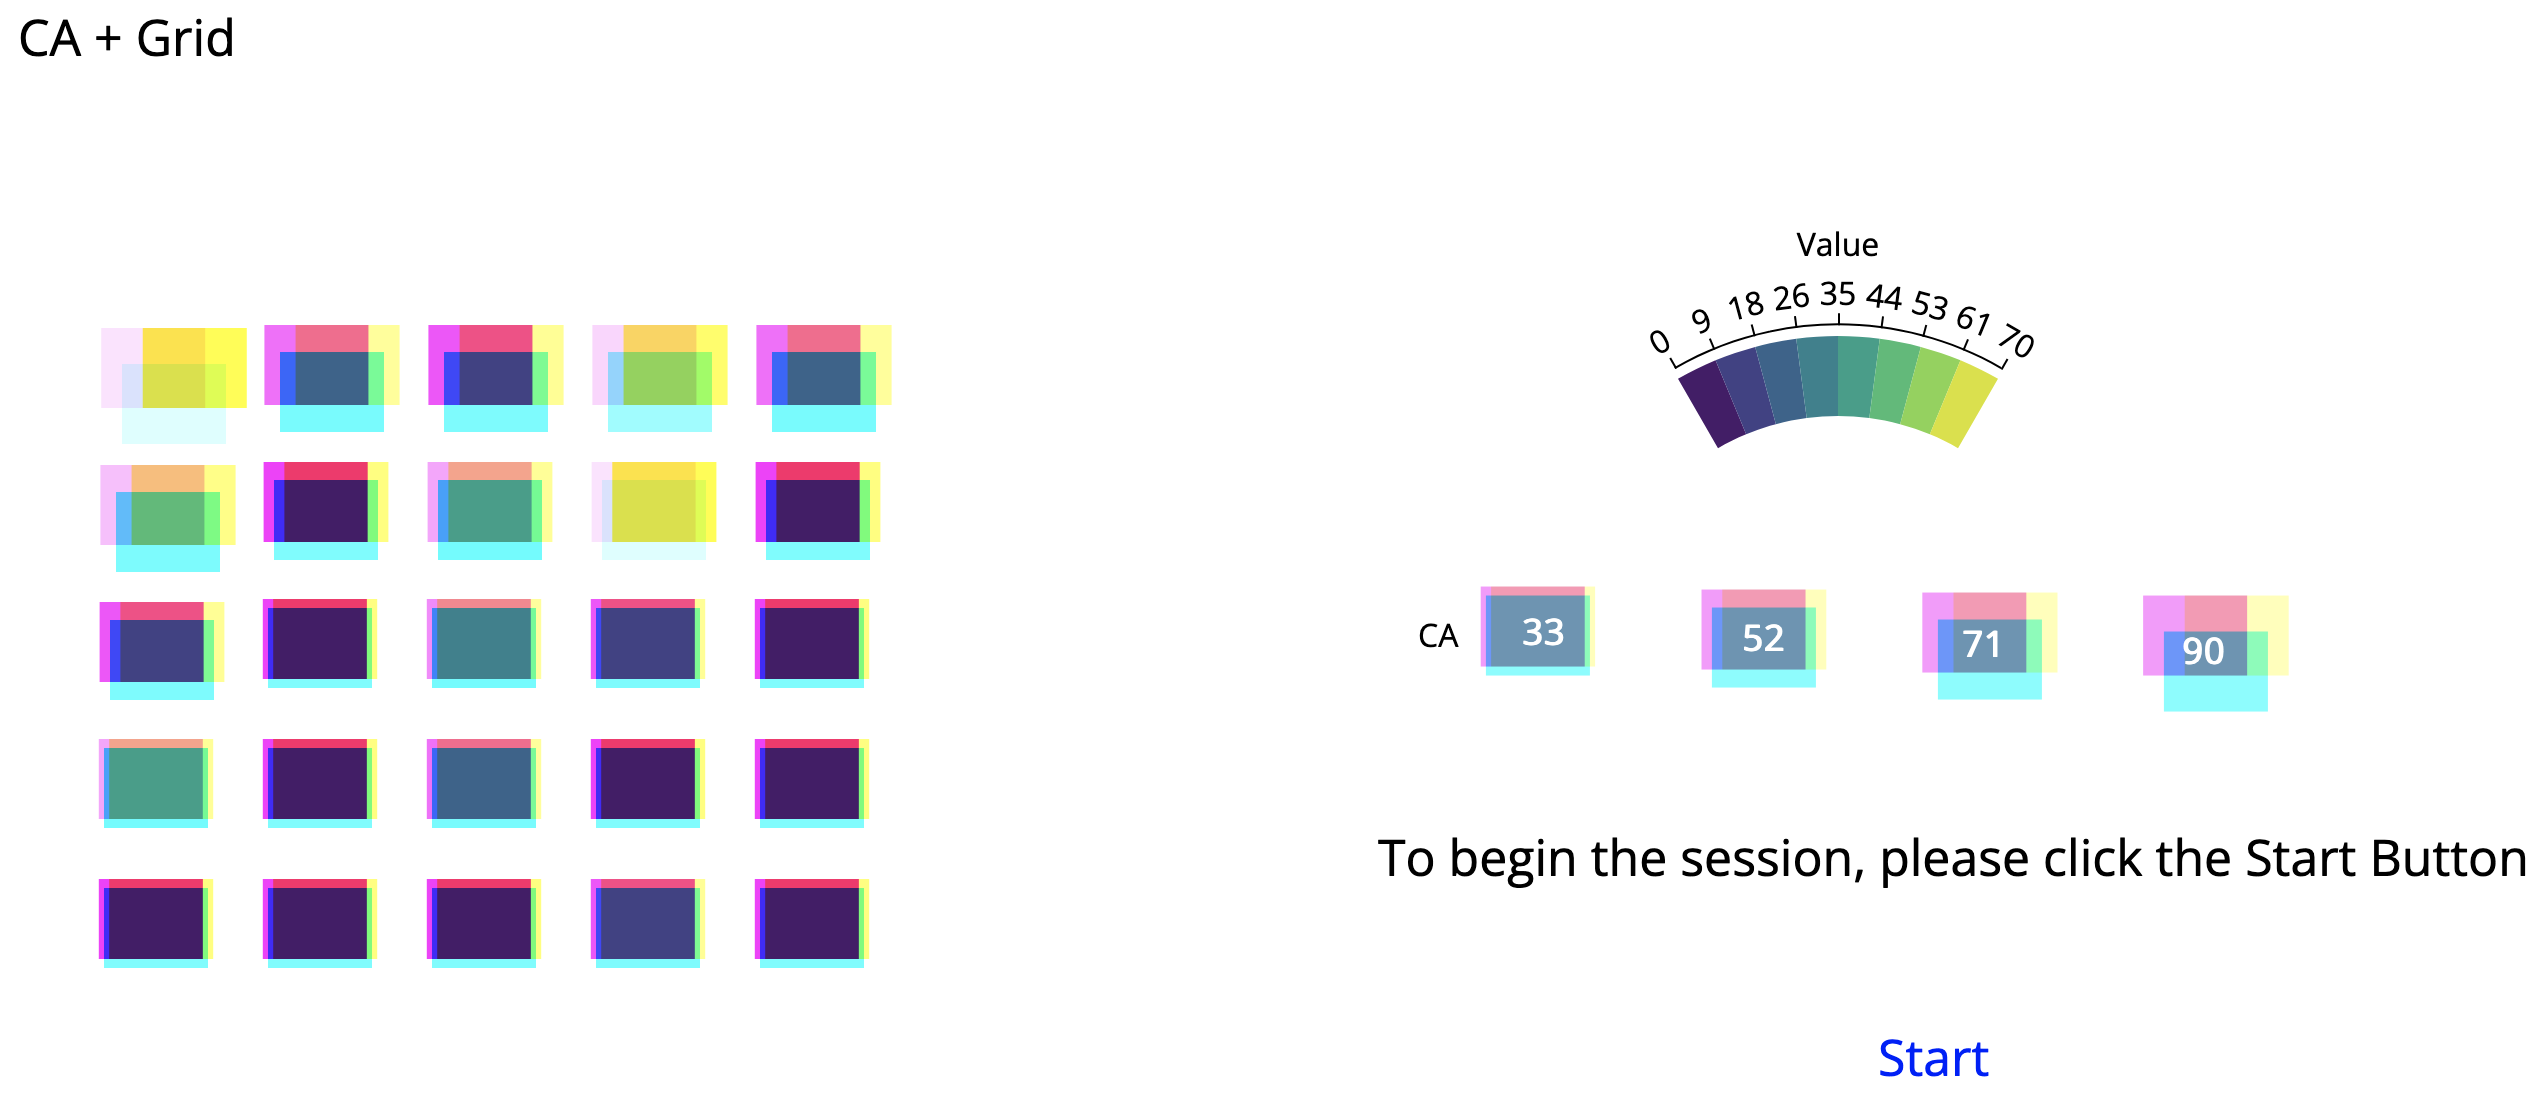 CA + Grid
Value
0 9 18 26 35 44 53 61 70
CA 33 52 71 90
To begin the session, please click the Start Button
Start